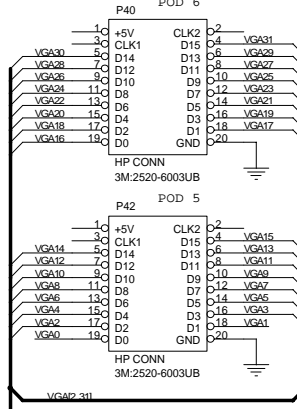 POD 6
P40
1 +5V CLK2 2
3 CLK1 D15 4 VGA31
VGA30 5 D14 D13 6 VGA29
VGA28 7 D12 D11 8 VGA27
VGA26 9 D10 D9 10 VGA25
VGA24 11 D8 D7 12 VGA23
VGA22 13 D6 D5 14 VGA21
VGA20 15 D4 D3 16 VGA19
VGA18 17 D2 D1 18 VGA17
VGA16 19 D0 GND 20
HP CONN
3M:2520-6003UB
POD 5
P42
1 +5V CLK2 2
3 CLK1 D15 4 VGA15
VGA14 5 D14 D13 6 VGA13
VGA12 7 D12 D11 8 VGA11
VGA10 9 D10 D9 10 VGA9
VGA8 11 D8 D7 12 VGA7
VGA6 13 D6 D5 14 VGA5
VGA4 15 D4 D3 16 VGA3
VGA2 17 D2 D1 18 VGA1
VGA0 19 D0 GND 20
HP CONN
3M:2520-6003UB
VGA[2..31]